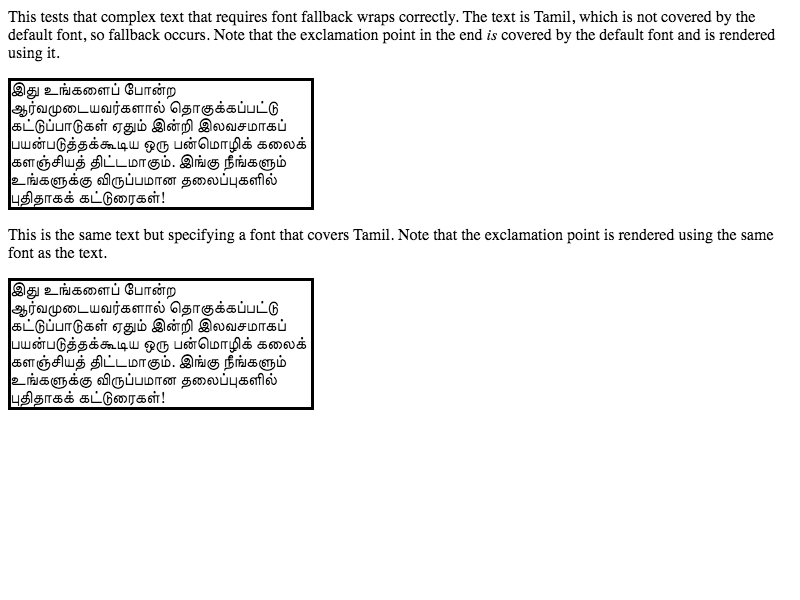 This tests that complex text that requires font fallback wraps correctly. The text is Tamil, which is not covered by the
default font, so fallback occurs. Note that the exclamation point in the end is covered by the default font and is rendered
using it.
இது உங்களைப் போன்ற
ஆர்வமுடையவர்களால் தொகுக்கப்பட்டு
கட்டுப்பாடுகள் ஏதும் இன்றி இலவசமாகப்
பயன்படுத்தக்கூடிய ஒரு பன்மொழிக் கலைக்
களஞ்சியத் திட்டமாகும். இங்கு நீங்களும்
உங்களுக்கு விருப்பமான தலைப்புகளில்
புதிதாகக் கட்டுரைகள்!
This is the same text but specifying a font that covers Tamil. Note that the exclamation point is rendered using the same
font as the text.
இது உங்களைப் போன்ற
ஆர்வமுடையவர்களால் தொகுக்கப்பட்டு
கட்டுப்பாடுகள் ஏதும் இன்றி இலவசமாகப்
பயன்படுத்தக்கூடிய ஒரு பன்மொழிக் கலைக்
களஞ்சியத் திட்டமாகும். இங்கு நீங்களும்
உங்களுக்கு விருப்பமான தலைப்புகளில்
புதிதாகக் கட்டுரைகள்!